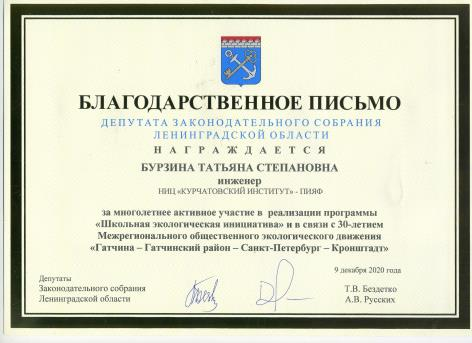 БЛАГОДАРСТВЕННОЕ ПИСЬМО
ДЕПУТАТА ЗАКОНОДАТЕЛЬНОГО СОБРАНИЯ
ЛЕНИНГРАДСКОЙ ОБЛАСТИ
НАГРАЖДАЕТСЯ
БУРЗИНА ТАТЬЯНА СТЕПАНОВНА
инженер
НИЦ «КУРЧАТОВСКИЙ ИНСТИТУТ» - ПИЯФ
за многолетнее активное участие в реализации программы
«Школьная экологическая инициатива» и в связи с 30-летием
Межрегионального общественного экологического движения
«Гатчина – Гатчинский район – Санкт-Петербург – Кронштадт»
9 декабря 2020 года
Депутаты
Законодательного собрания
Ленинградской области
Т.В. Бездетко
А.В. Русских